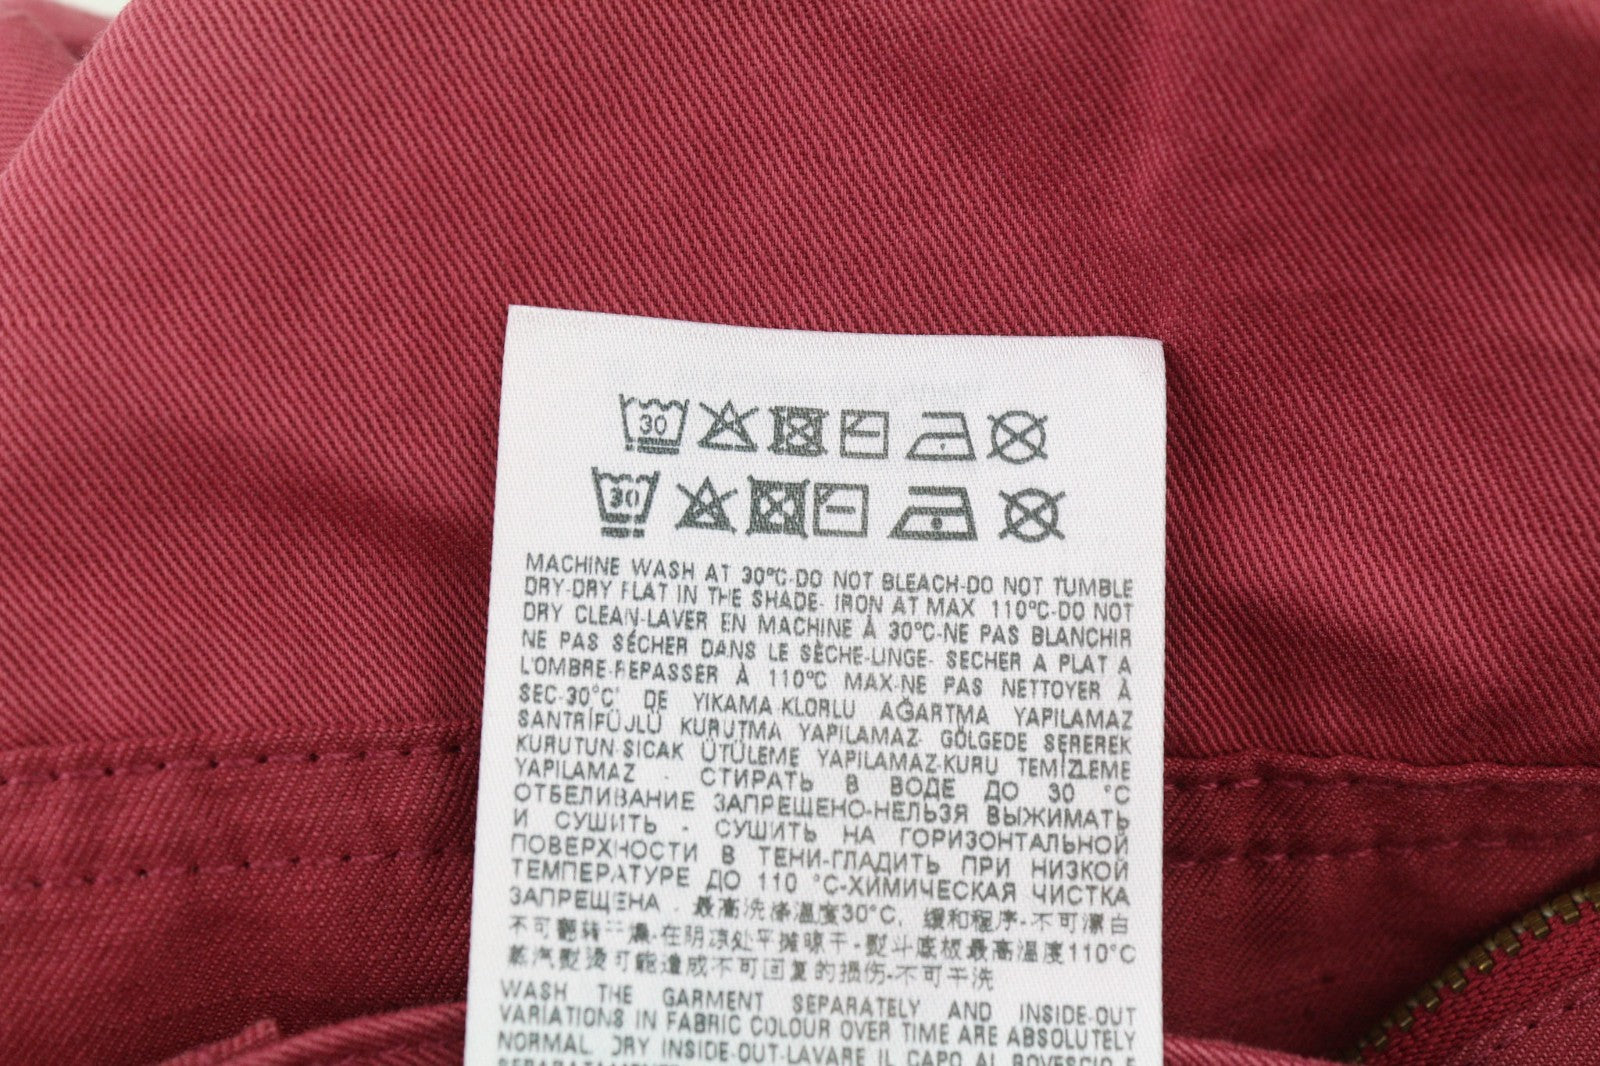 30
30
MACHINE WASH AT 30°C-DO NOT BLEACH-DO NOT TUMBLE
DRY-DRY FLAT IN THE SHADE- IRON AT MAX 110°C-DO NOT
DRY CLEAN-LAVER EN MACHINE À 30°C-NE PAS BLANCHIR
NE PAS SÉCHER DANS LE SÈCHE-LINGE- SECHER A PLAT A
L'OMBRE-REPASSER À 110°C MAX-NE PAS NETTOYER À
SEC-30°C' DE YIKAMA-KLORLU AĞARTMA YAPILAMAZ
SANTRİFÜJLÜ KURUTMA YAPILAMAZ- GÖLGEDE SEREREK
KURUTUN-SICAK ÜTÜLEME YAPILAMAZ-KURU TEMİZLEME
YAPILAMAZ - СТИРАТЬ В ВОДЕ ДО 30 °C
ОТБЕЛИВАНИЕ ЗАПРЕЩЕНО-НЕЛЬЗЯ ВЫЖИМАТЬ
И СУШИТЬ - СУШИТЬ НА ГОРИЗОНТАЛЬНОЙ
ПОВЕРХНОСТИ В ТЕНИ-ГЛАДИТЬ ПРИ НИЗКОЙ
ТЕМПЕРАТУРЕ ДО 110 °C-ХИМИЧЕСКАЯ ЧИСТКА
ЗАПРЕЩЕНА - 最高洗涤温度30°C, 缓和程序-不可漂白
不可翻转干燥-在阴凉处平摊晾干-熨斗底板最高温度110°C
蒸汽熨烫可能造成不可回复的损伤-不可干洗
WASH THE GARMENT SEPARATELY AND INSIDE-OUT
VARIATIONS IN FABRIC COLOUR OVER TIME ARE ABSOLUTELY
NORMAL. DRY INSIDE-OUT-LAVARE IL CAPO AL ROVESCIO E